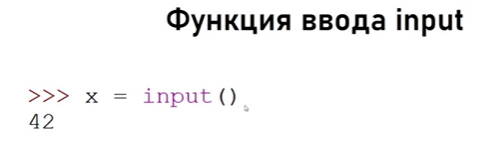 Функция ввода input
>>> x = input()
42